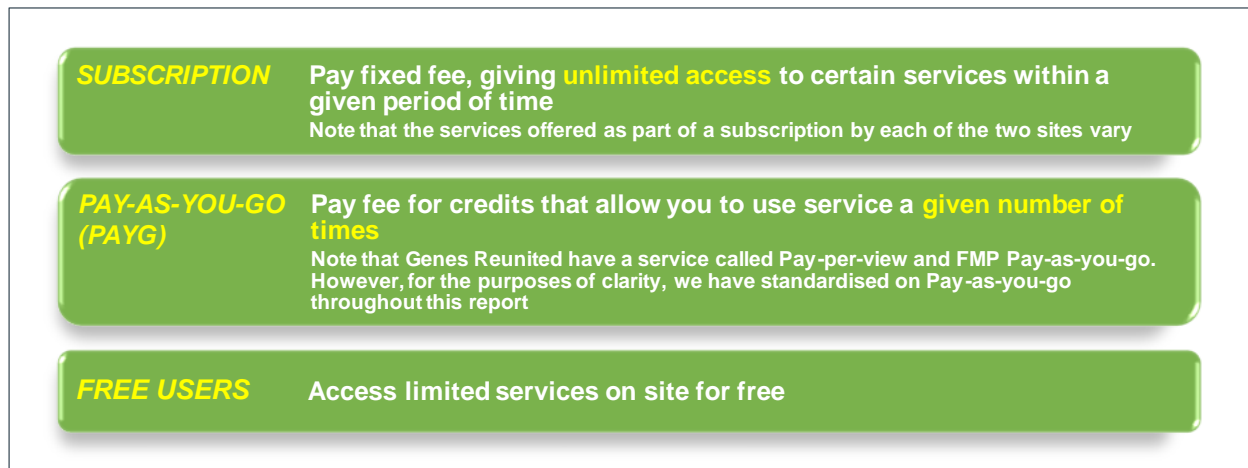 SUBSCRIPTION
Pay fixed fee, giving unlimited access to certain services within a
given period of time
Note that the services offered as part of a subscription by each of the two sites vary
PAY-AS-YOU-GO
(PAYG)
Pay fee for credits that allow you to use service a given number of
times
Note that Genes Reunited have a service called Pay-per-view and FMP Pay-as-you-go.
However, for the purposes of clarity, we have standardised on Pay-as-you-go
throughout this report
FREE USERS
Access limited services on site for free